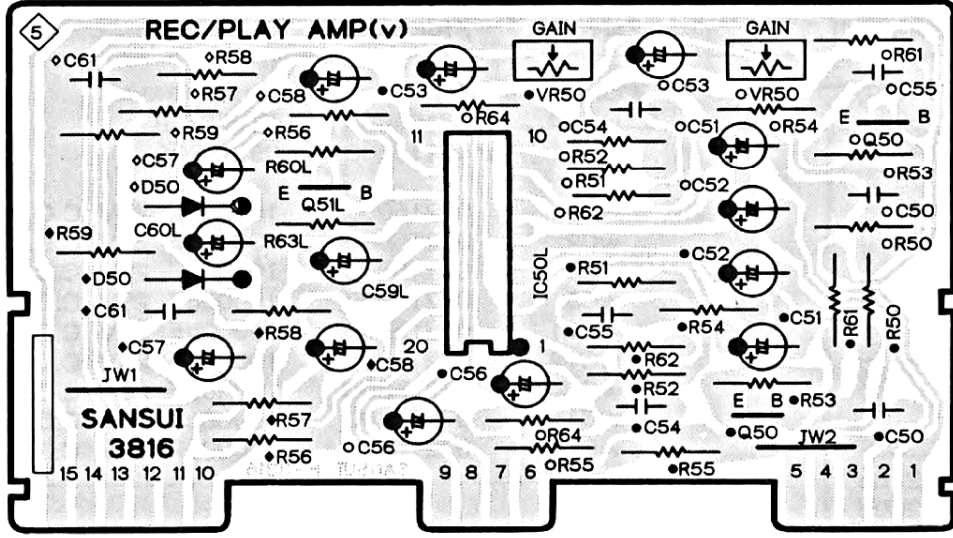 5 REC/PLAY AMP(v) GAIN GAIN
◇C61 ◇R58 ○R61
◇R57 ◇C58 ●C53 ●VR50 ○C53 ○VR50 ○C55
○R64
◇R59 ◇R56 11 10 ○C54 ○C51 ○R54 E B
◇C57 R60L ○R52 ○Q50
◇D50 E B ○R51 ○C52 ○R53
Q51L ○R62 ○C50
C60L R63L ○R50
◆R59 IC50L ●C52
◆D50 C59L ●R51
◆C61 ◆R58 ●C55 ●R54 ●C51 ●R61 ●R50
◆C57 20 1 ●R62
JW1 ◆C58 ●C56 ●R52
SANSUI ◆R57 ●C54 E B ●R53
3816 ◆R56 ○C56 ○R64 ●Q50 JW2 ●C50
○R55 ●R55
15 14 13 12 11 10 9 8 7 6 5 4 3 2 1